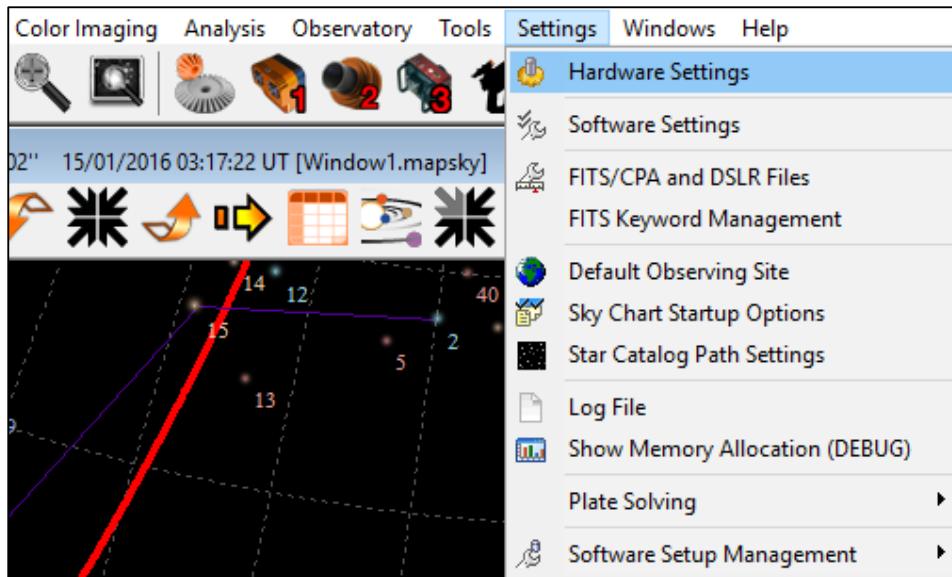 Color Imaging Analysis Observatory Tools Settings Windows Help
1 2 3
02'' 15/01/2016 03:17:22 UT [Window1.mapsky]
14 12 40
15 2
5
13
9
Hardware Settings
Software Settings
FITS/CPA and DSLR Files
FITS Keyword Management
Default Observing Site
Sky Chart Startup Options
Star Catalog Path Settings
Log File
Show Memory Allocation (DEBUG)
Plate Solving
Software Setup Management